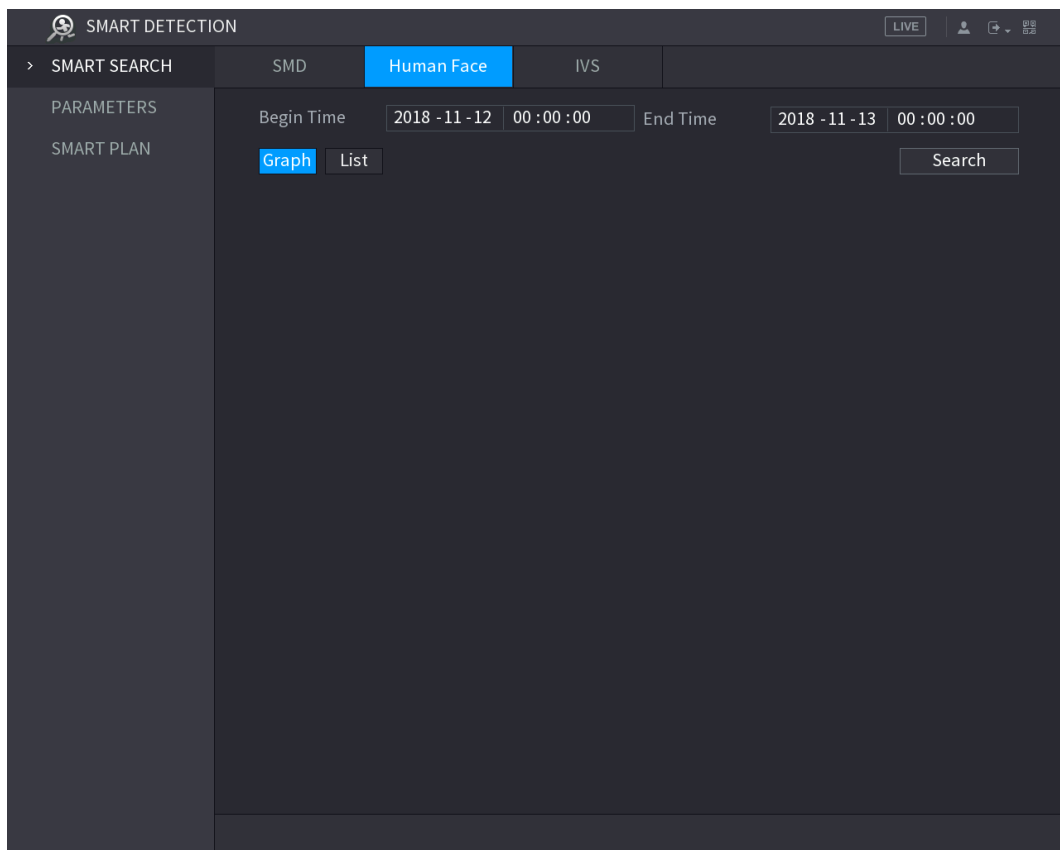 SMART DETECTION LIVE
> SMART SEARCH SMD Human Face IVS
PARAMETERS
Begin Time 2018 -11 -12 00 :00 :00 End Time 2018 -11 -13 00 :00 :00
SMART PLAN
Graph List Search